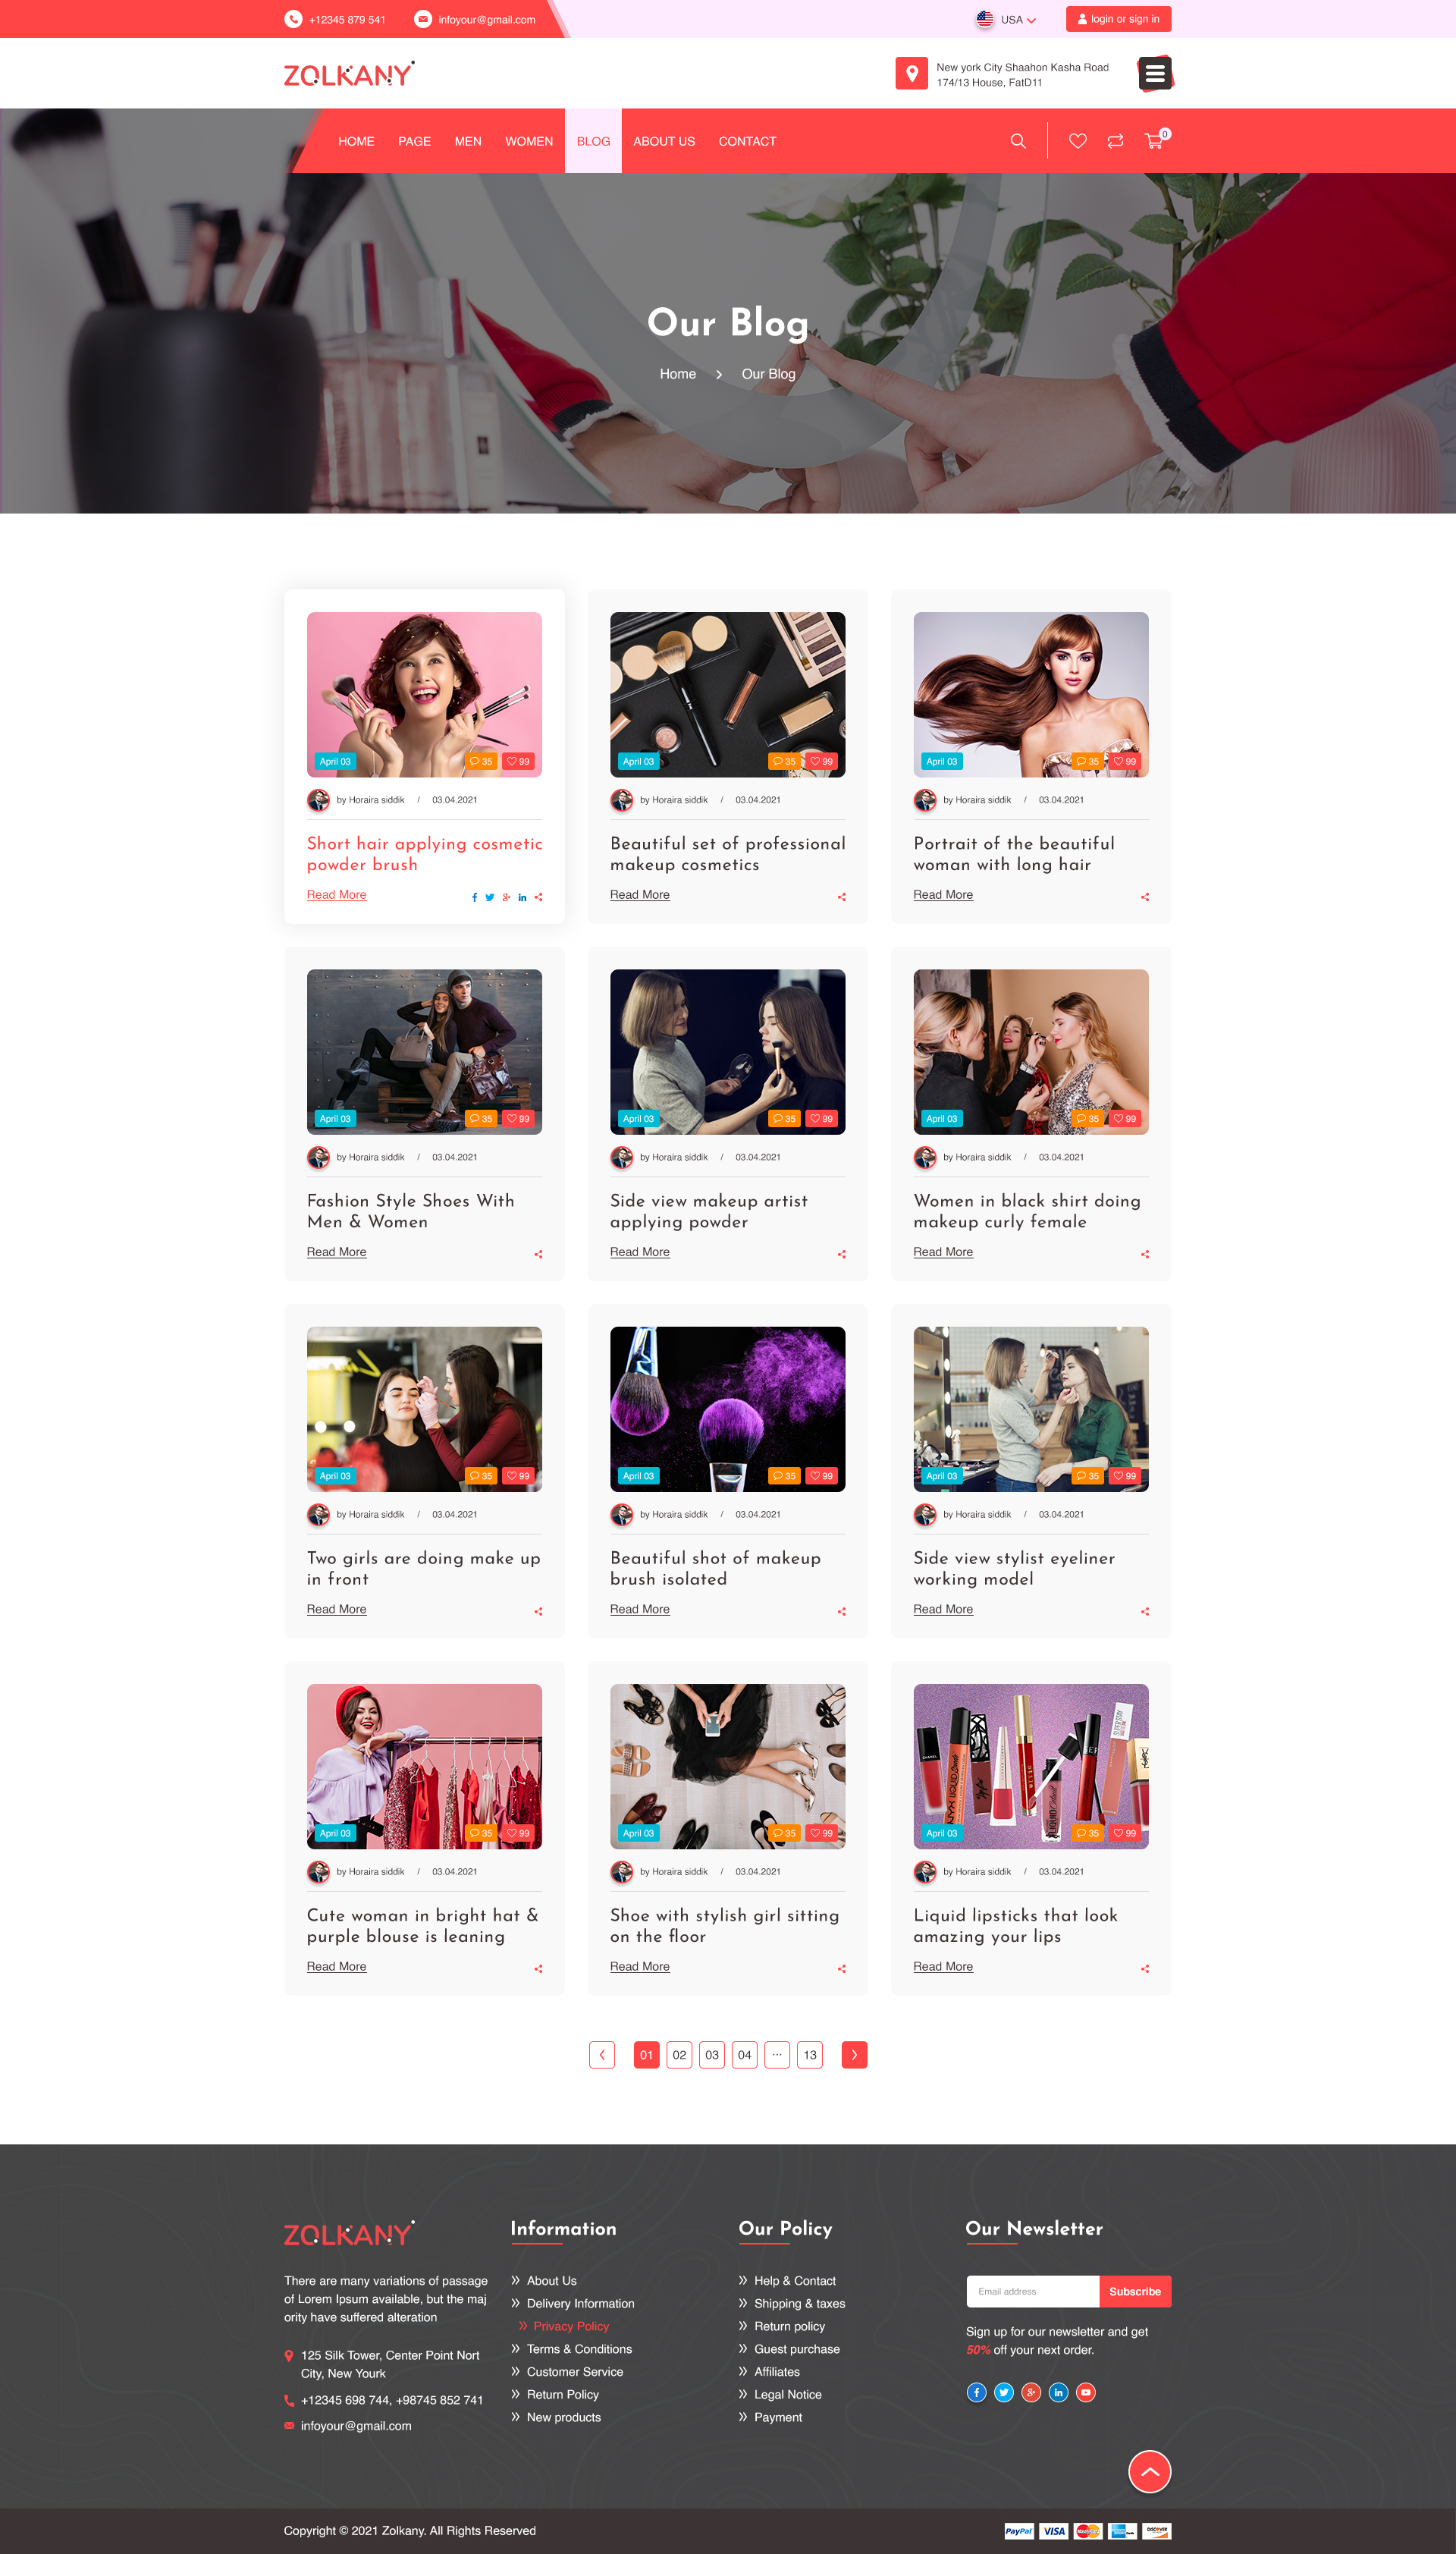 +12345 879 541
infoyour@gmail.com
USA
login or sign in
ZOLKANY
New york City Shaahon Kasha Road
174/13 House, FatD11
HOME PAGE MEN WOMEN BLOG ABOUT US CONTACT
0
Our Blog
Home > Our Blog
April 03 35 99
by Horaira siddik / 03.04.2021
Short hair applying cosmetic
powder brush
Read More
April 03 35 99
by Horaira siddik / 03.04.2021
Beautiful set of professional
makeup cosmetics
Read More
April 03 35 99
by Horaira siddik / 03.04.2021
Portrait of the beautiful
woman with long hair
Read More
April 03 35 99
by Horaira siddik / 03.04.2021
Fashion Style Shoes With
Men & Women
Read More
April 03 35 99
by Horaira siddik / 03.04.2021
Side view makeup artist
applying powder
Read More
April 03 35 99
by Horaira siddik / 03.04.2021
Women in black shirt doing
makeup curly female
Read More
April 03 35 99
by Horaira siddik / 03.04.2021
Two girls are doing make up
in front
Read More
April 03 35 99
by Horaira siddik / 03.04.2021
Beautiful shot of makeup
brush isolated
Read More
April 03 35 99
by Horaira siddik / 03.04.2021
Side view stylist eyeliner
working model
Read More
April 03 35 99
by Horaira siddik / 03.04.2021
Cute woman in bright hat &
purple blouse is leaning
Read More
April 03 35 99
by Horaira siddik / 03.04.2021
Shoe with stylish girl sitting
on the floor
Read More
CHANEL
April 03 35 99
by Horaira siddik / 03.04.2021
Liquid lipsticks that look
amazing your lips
Read More
01 02 03 04 ... 13
ZOLKANY
There are many variations of passage
of Lorem Ipsum available, but the maj
ority have suffered alteration
125 Silk Tower, Center Point Nort
City, New Yourk
+12345 698 744, +98745 852 741
infoyour@gmail.com
Information
About Us
Delivery Information
Privacy Policy
Terms & Conditions
Customer Service
Return Policy
New products
Our Policy
Help & Contact
Shipping & taxes
Return policy
Guest purchase
Affiliates
Legal Notice
Payment
Our Newsletter
Email address
Subscribe
Sign up for our newsletter and get
50% off your next order.
Copyright © 2021 Zolkany. All Rights Reserved
PayPal VISA MasterCard DISCOVER